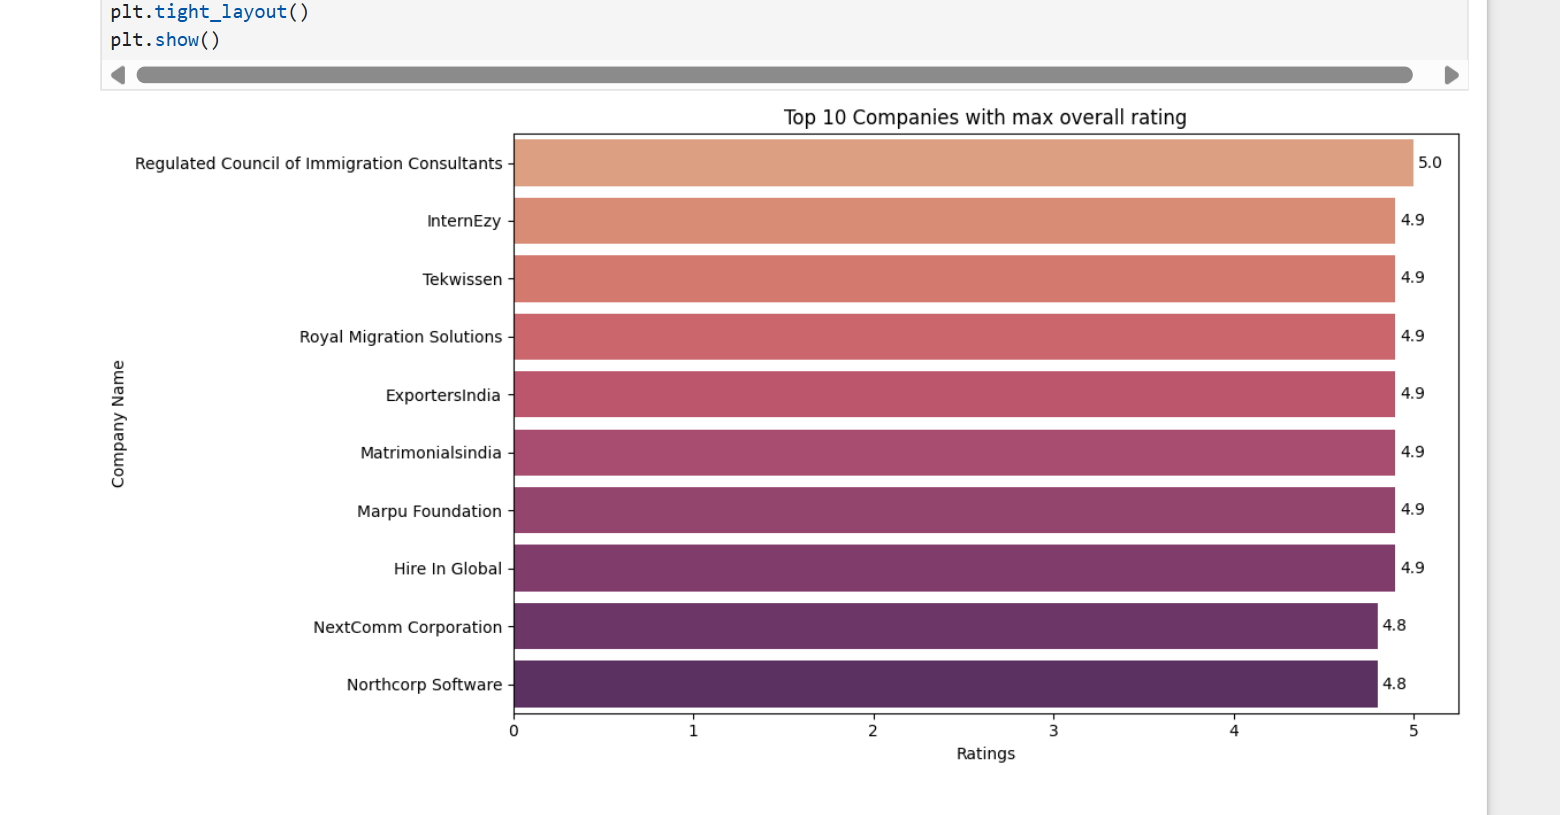 plt.tight_layout()
plt.show()
Top 10 Companies with max overall rating
Regulated Council of Immigration Consultants 5.0
InternEzy 4.9
Tekwissen 4.9
Royal Migration Solutions 4.9
ExportersIndia 4.9
Matrimonialsindia 4.9
Marpu Foundation 4.9
Hire In Global 4.9
NextComm Corporation 4.8
Northcorp Software 4.8
Company Name
0 1 2 3 4 5
Ratings